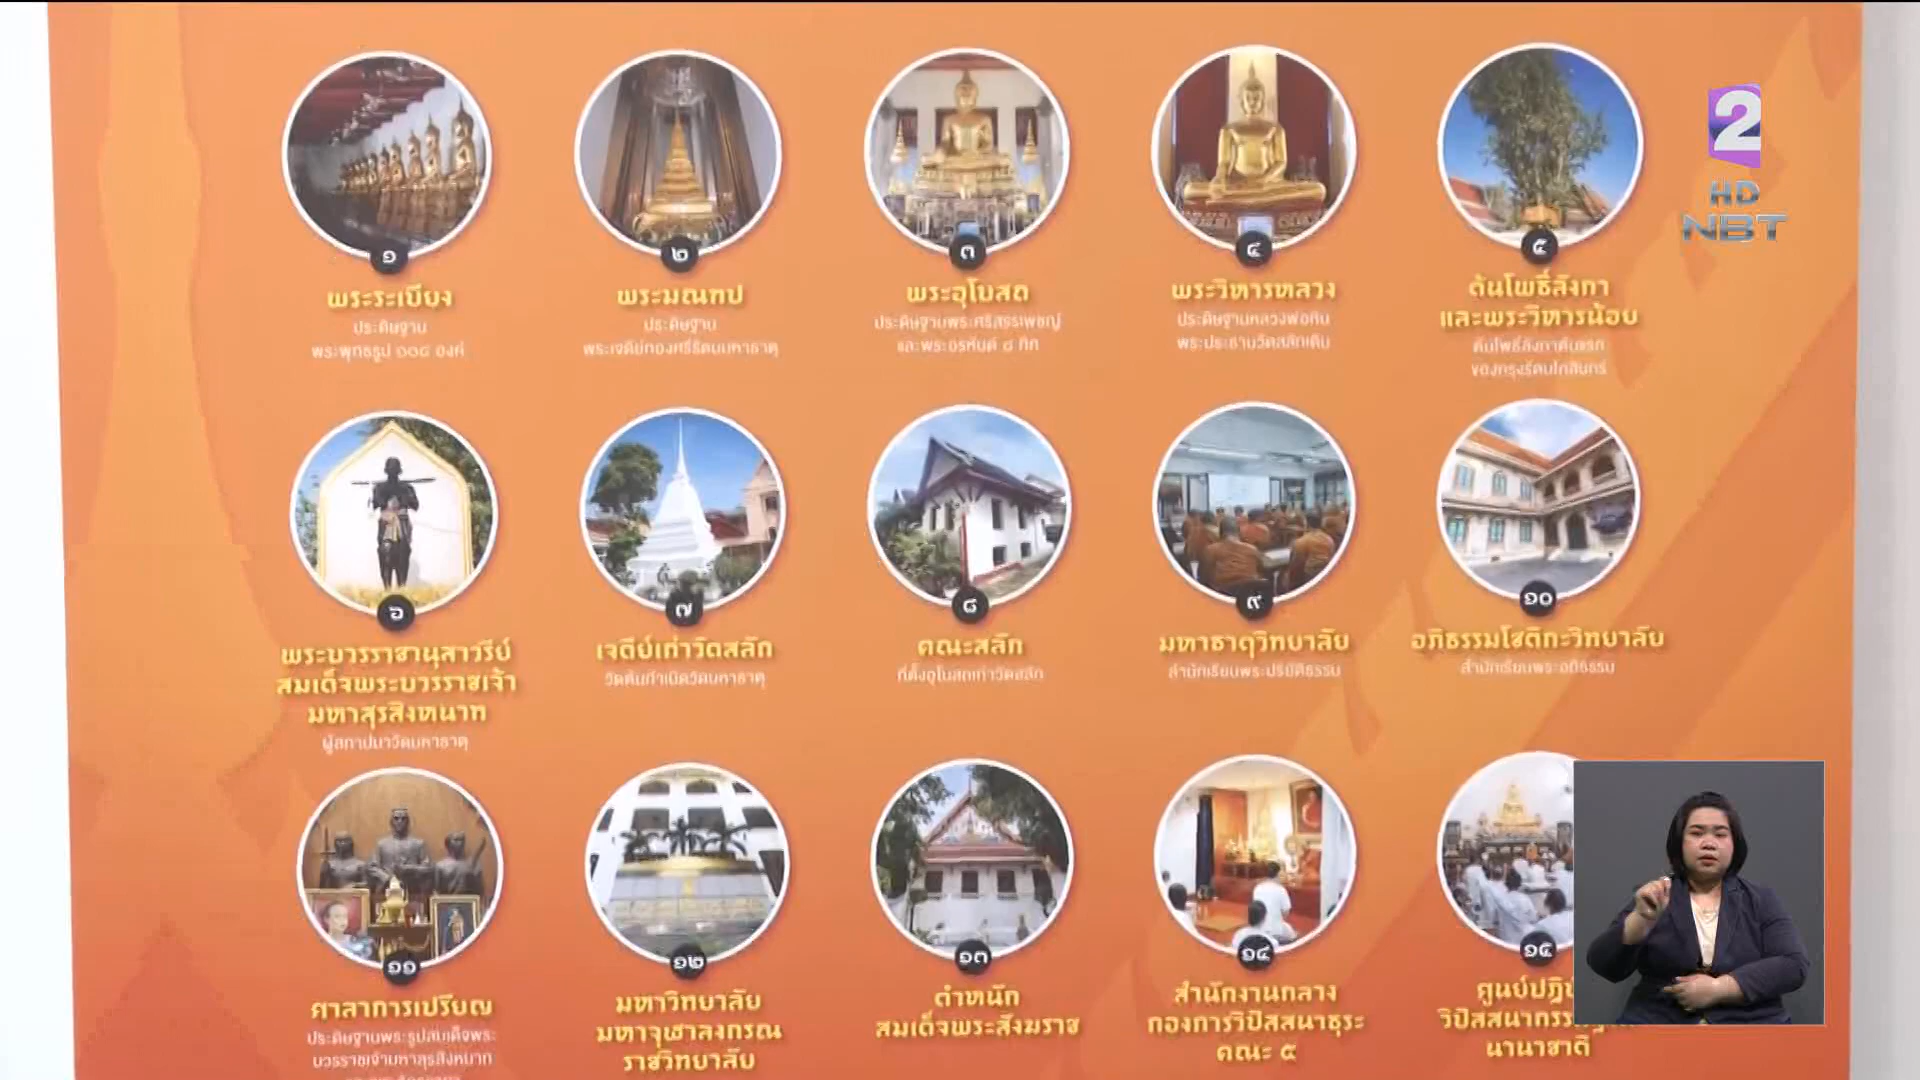 2
HD
NBT
๑
พระระเบียง
ประดิษฐาน
พระพุทธรูป ๑๐๘ องค์
๒
พระมณฑป
ประดิษฐาน
พระเจดีย์ทองศรีรัตนมหาธาตุ
๓
พระอุโบสถ
ประดิษฐานพระศรีสรรเพชญ์
และพระอรหันต์ ๘ ทิศ
๔
พระวิหารหลวง
ประดิษฐานหลวงพ่อหิน
พระประธานวัดสลักเดิม
๕
ต้นโพธิ์ลังกา
และพระวิหารน้อย
ต้นโพธิ์ลังกาต้นแรก
ของกรุงรัตนโกสินทร์
๖
พระบวรราชานุสาวรีย์
สมเด็จพระบวรราชเจ้า
มหาสุรสิงหนาท
ผู้สถาปนาวัดมหาธาตุ
๗
เจดีย์เก่าวัดสลัก
วัดต้นกำเนิดวัดมหาธาตุ
๘
คณะสลัก
ที่ตั้งอุโบสถเก่าวัดสลัก
๙
มหาธาตุวิทยาลัย
สำนักเรียนพระปริยัติธรรม
๑๐
อภิธรรมโชติกะวิทยาลัย
สำนักเรียนพระอภิธรรม
๑๑
ศาลาการเปรียญ
ประดิษฐานพระรูปสมเด็จพระ
บวรราชเจ้ามหาสุรสิงหนาท
๑๒
มหาวิทยาลัย
มหาจุฬาลงกรณ
ราชวิทยาลัย
๑๓
ตำหนัก
สมเด็จพระสังฆราช
๑๔
สำนักงานกลาง
กองการวิปัสสนาธุระ
คณะ ๕
๑๕
ศูนย์ปฏิบั
วิปัสสนากรรมฐาน
นานาชาติ